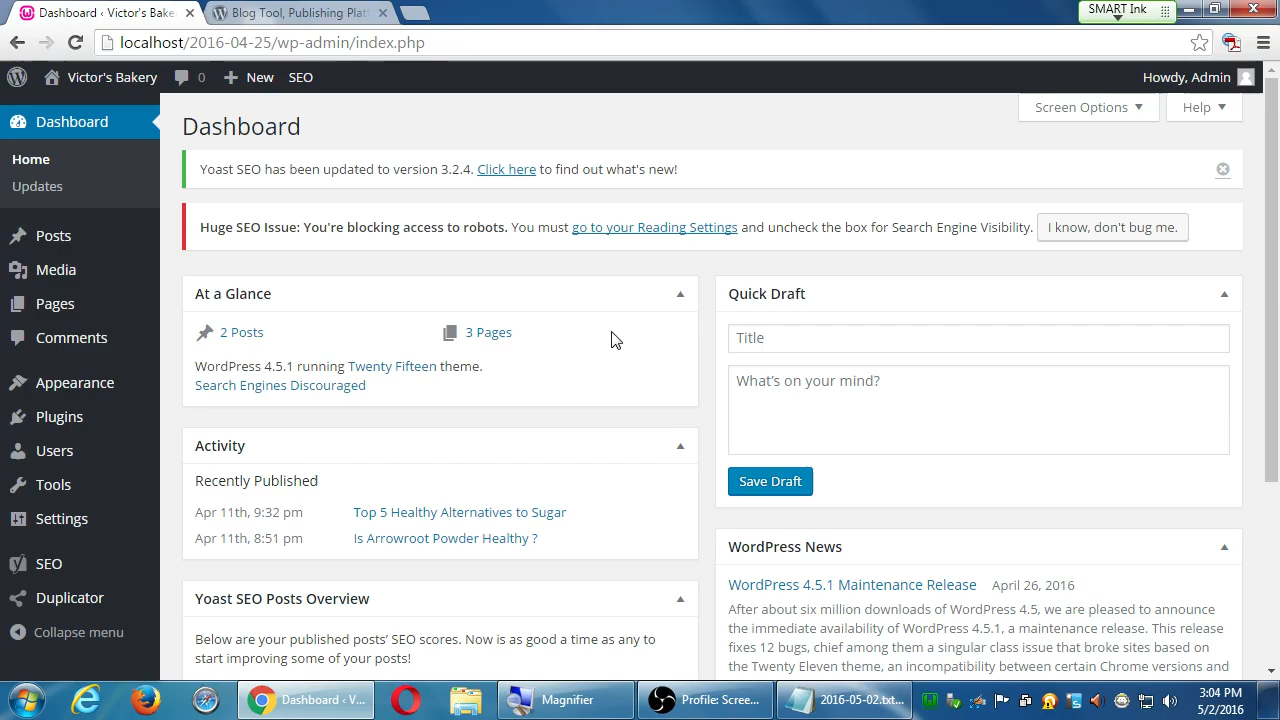 Dashboard ‹ Victor's Bake
Blog Tool, Publishing Platf
SMART Ink
localhost/2016-04-25/wp-admin/index.php
Victor's Bakery 0 New SEO Howdy, Admin
Screen Options Help
Dashboard
Home
Updates
Posts
Media
Pages
Comments
Appearance
Plugins
Users
Tools
Settings
SEO
Duplicator
Collapse menu
Dashboard
Yoast SEO has been updated to version 3.2.4. Click here to find out what's new!
Huge SEO Issue: You're blocking access to robots. You must go to your Reading Settings and uncheck the box for Search Engine Visibility. I know, don't bug me.
At a Glance
2 Posts 3 Pages
WordPress 4.5.1 running Twenty Fifteen theme.
Search Engines Discouraged
Activity
Recently Published
Apr 11th, 9:32 pm Top 5 Healthy Alternatives to Sugar
Apr 11th, 8:51 pm Is Arrowroot Powder Healthy ?
Yoast SEO Posts Overview
Below are your published posts’ SEO scores. Now is as good a time as any to
start improving some of your posts!
Quick Draft
Title
What's on your mind?
Save Draft
WordPress News
WordPress 4.5.1 Maintenance Release April 26, 2016
After about six million downloads of WordPress 4.5, we are pleased to announce
the immediate availability of WordPress 4.5.1, a maintenance release. This release
fixes 12 bugs, chief among them a singular class issue that broke sites based on
the Twenty Eleven theme, an incompatibility between certain Chrome versions and
Dashboard ‹ V...
Magnifier
Profile: Scree...
2016-05-02.txt...
3:04 PM
5/2/2016